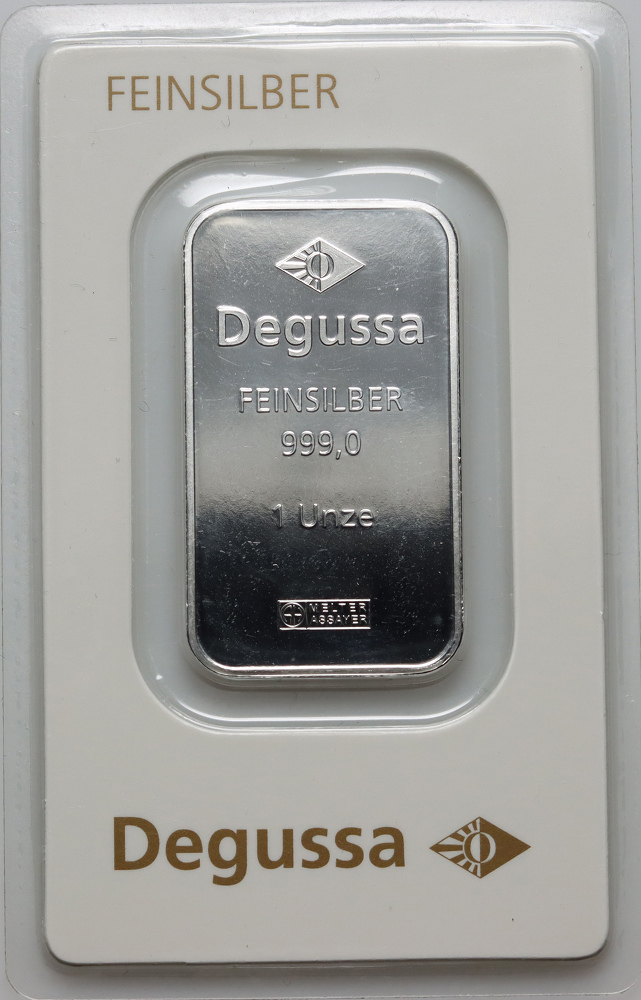 FEINSILBER
Degussa
FEINSILBER
999,0
1 Unze
MELTER
ASSAYER
Degussa